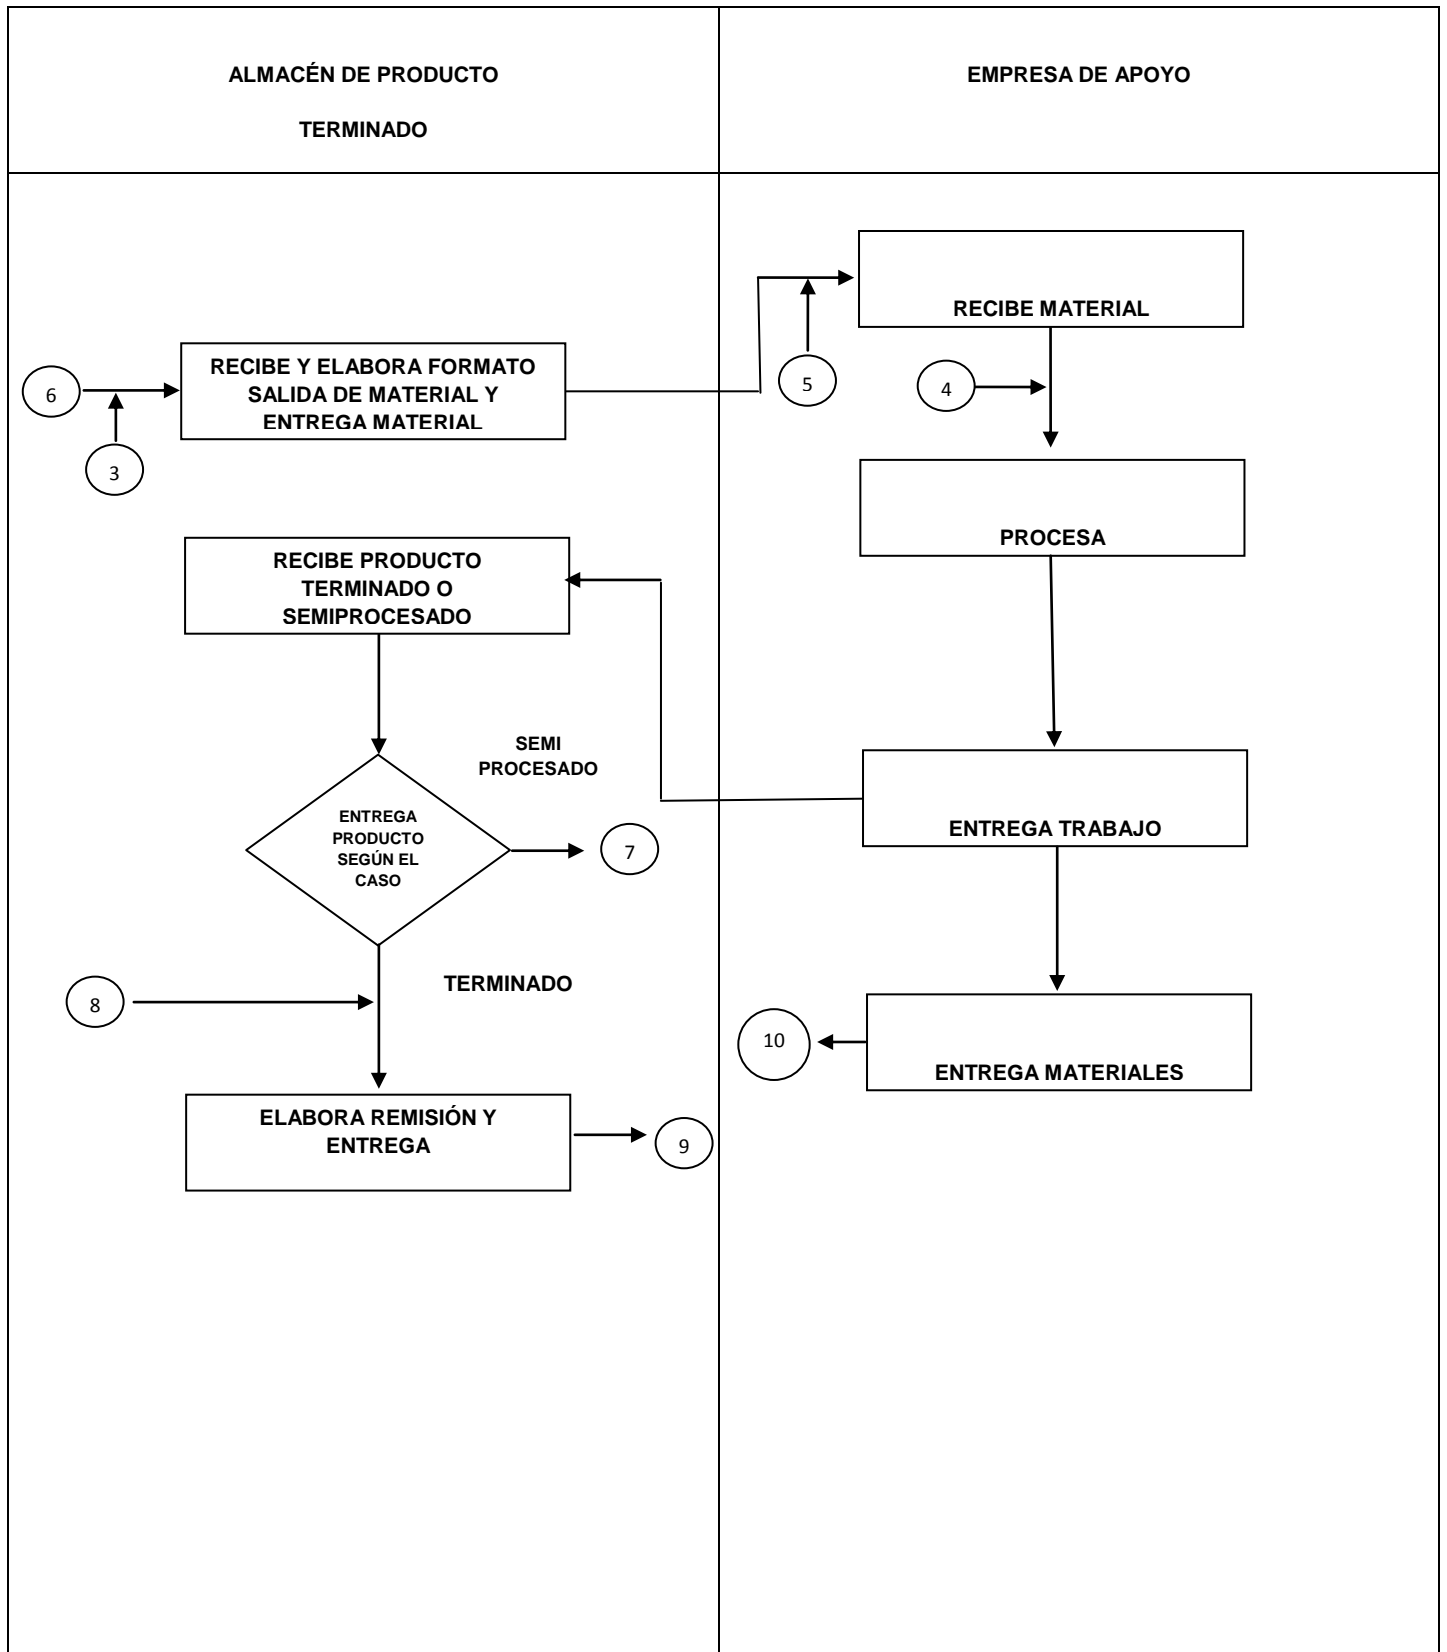 ALMACÉN DE PRODUCTO
TERMINADO
EMPRESA DE APOYO
6
3
RECIBE Y ELABORA FORMATO
SALIDA DE MATERIAL Y
ENTREGA MATERIAL
RECIBE PRODUCTO
TERMINADO O
SEMIPROCESADO
SEMI
PROCESADO
ENTREGA
PRODUCTO
SEGÚN EL
CASO
7
TERMINADO
8
ELABORA REMISIÓN Y
ENTREGA
9
5
RECIBE MATERIAL
4
PROCESA
ENTREGA TRABAJO
10
ENTREGA MATERIALES